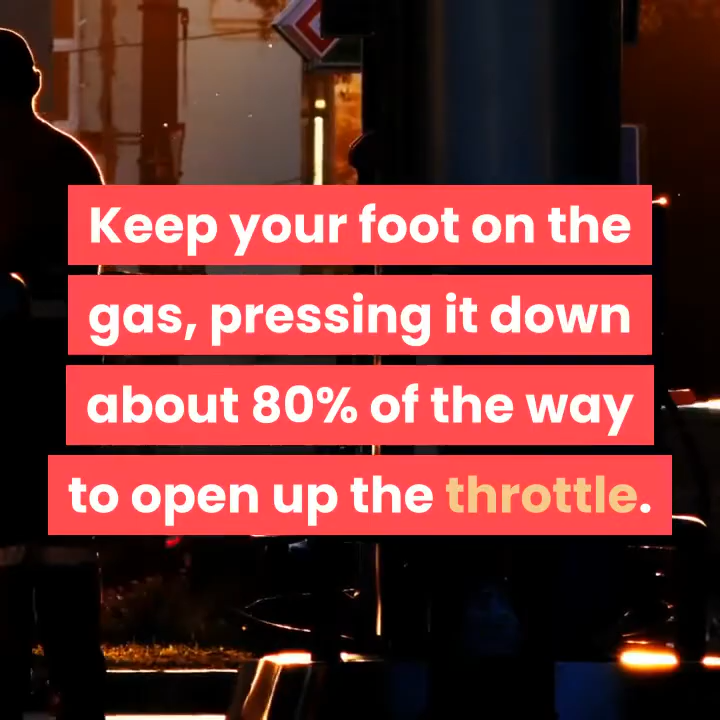 Keep your foot on the
gas, pressing it down
about 80% of the way
to open up the throttle.